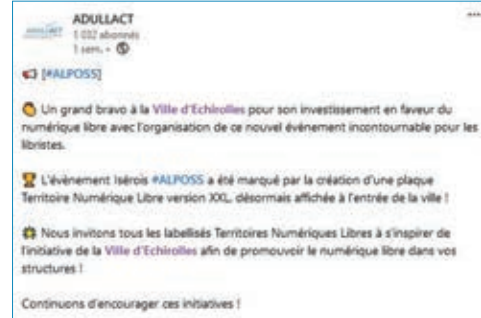 ADULLACT
1 032 abonnés
1 sem. •
[#ALPOSS]
Un grand bravo à la Ville d'Echirolles pour son investissement en faveur du
numérique libre avec l'organisation de ce nouvel évènement incontournable pour les
libristes.
L'évènement Isérois #ALPOSS a été marqué par la création d'une plaque
Territoire Numérique Libre version XXL, désormais affichée à l'entrée de la ville !
Nous invitons tous les labellisés Territoires Numériques Libres à s'inspirer de
l'initiative de la Ville d'Echirolles afin de promouvoir le numérique libre dans vos
structures !
Continuons d'encourager ces initiatives !